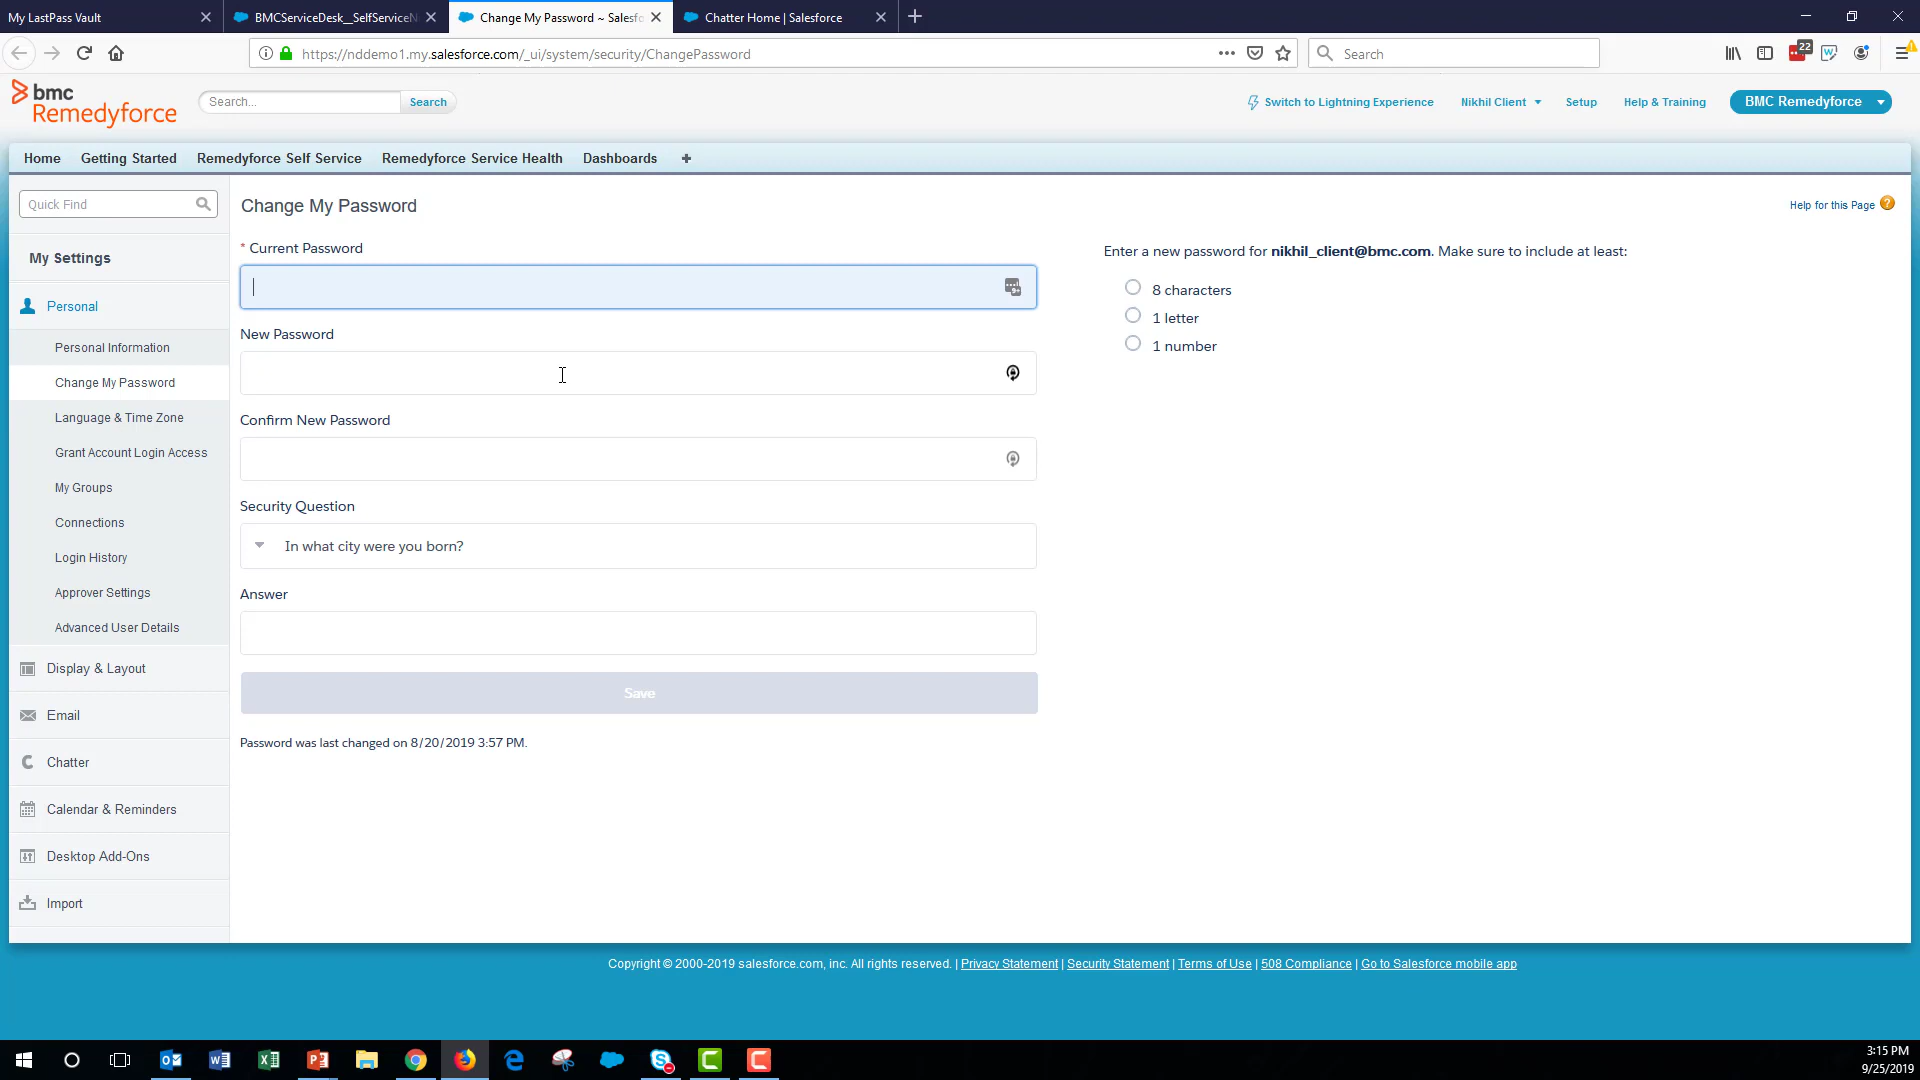 My LastPass Vault
BMCServiceDesk__SelfServiceN
Change My Password ~ Salesf
Chatter Home | Salesforce
https://nddemo1.my.salesforce.com/_ui/system/security/ChangePassword
Search
22
bmc
Remedyforce
Search...
Search
Switch to Lightning Experience
Nikhil Client
Setup
Help & Training
BMC Remedyforce
Home
Getting Started
Remedyforce Self Service
Remedyforce Service Health
Dashboards
Quick Find
My Settings
Personal
Personal Information
Change My Password
Language & Time Zone
Grant Account Login Access
My Groups
Connections
Login History
Approver Settings
Advanced User Details
Display & Layout
Email
Chatter
Calendar & Reminders
Desktop Add-Ons
Import
Change My Password
Help for this Page
* Current Password
New Password
Confirm New Password
Security Question
In what city were you born?
Answer
Save
Password was last changed on 8/20/2019 3:57 PM.
Enter a new password for nikhil_client@bmc.com. Make sure to include at least:
8 characters
1 letter
1 number
Copyright © 2000-2019 salesforce.com, inc. All rights reserved. | Privacy Statement | Security Statement | Terms of Use | 508 Compliance | Go to Salesforce mobile app
3:15 PM
9/25/2019